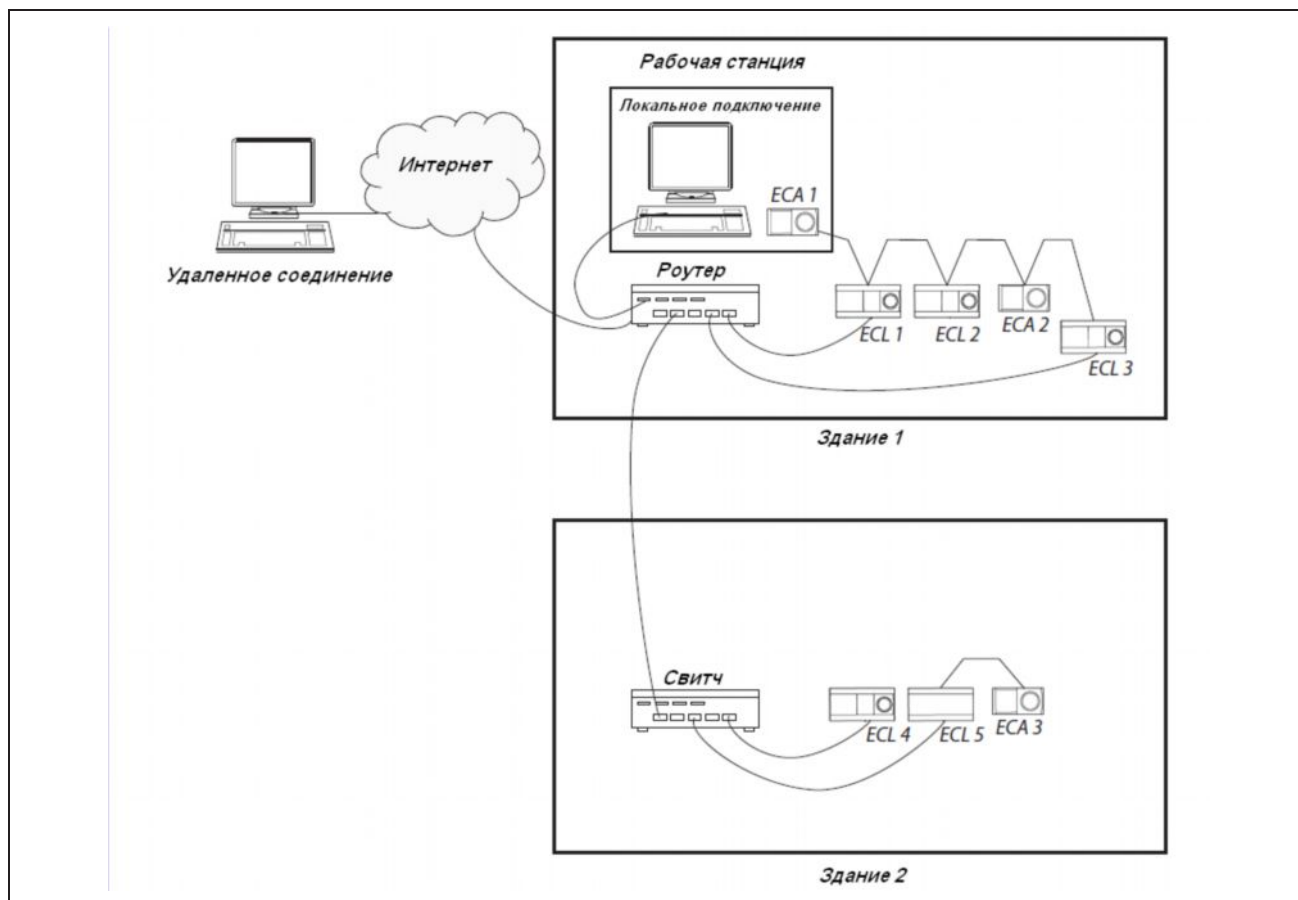 Рабочая станция
Локальное подключение
Интернет
ECA 1
Удаленное соединение
Роутер
ECL 1
ECL 2
ECA 2
ECL 3
Здание 1
Свитч
ECL 4
ECL 5
ECA 3
Здание 2